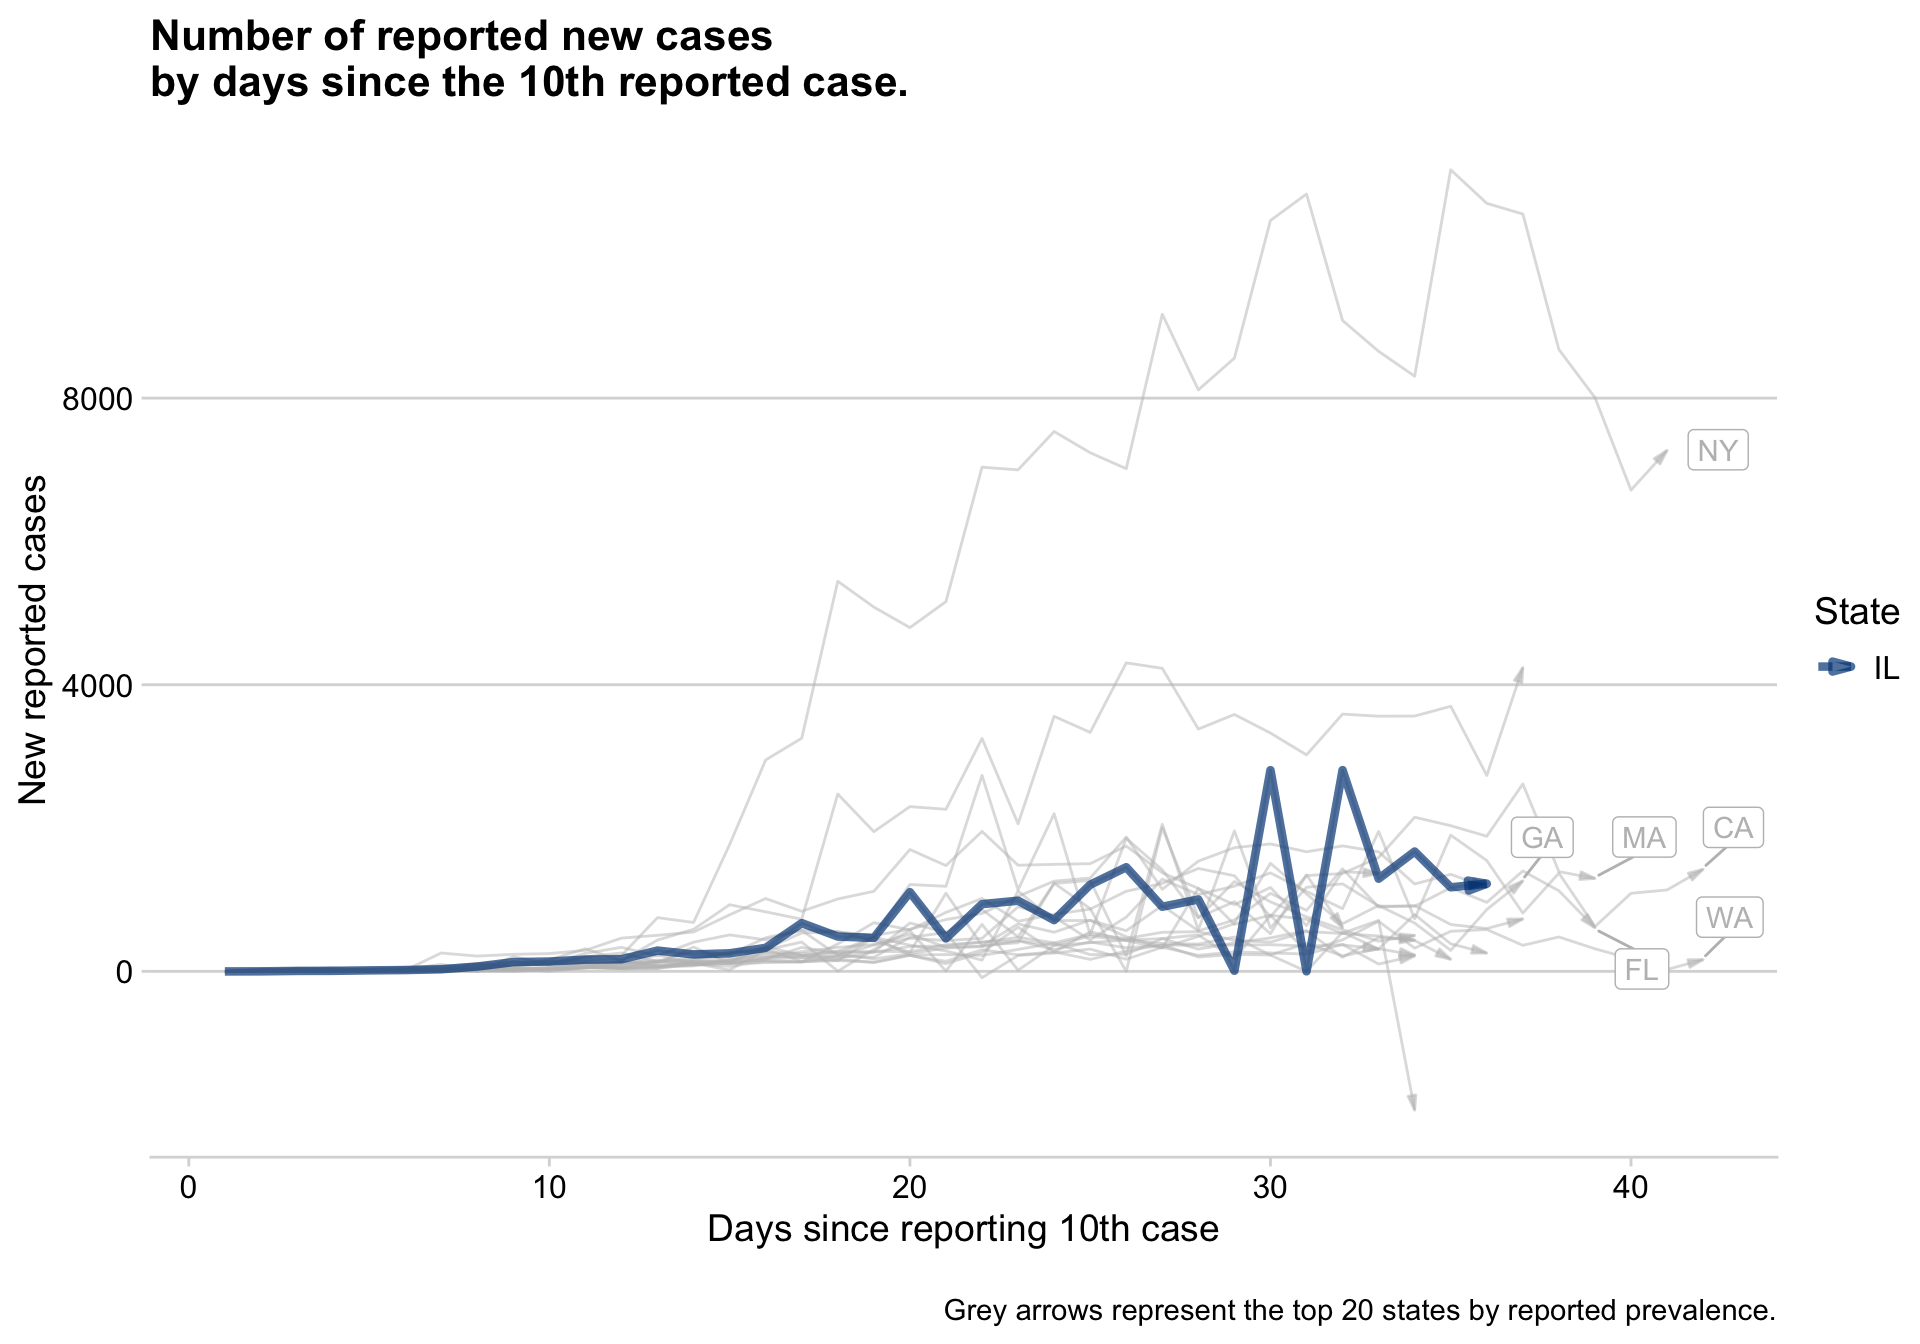 Number of reported new cases
by days since the 10th reported case.
New reported cases
8000
4000
0
NY
GA
MA
CA
WA
FL
State
IL
0
10
20
30
40
Days since reporting 10th case
Grey arrows represent the top 20 states by reported prevalence.